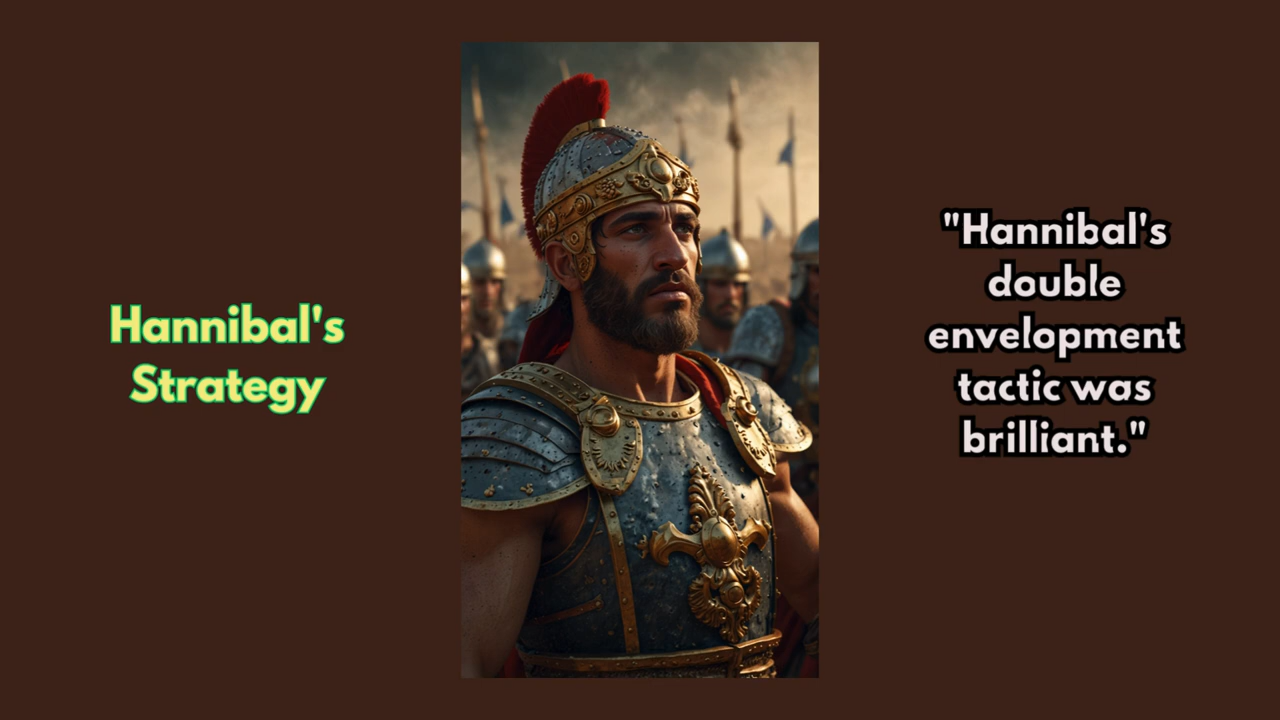 Hannibal's
Strategy
"Hannibal's
double
envelopment
tactic was
brilliant."